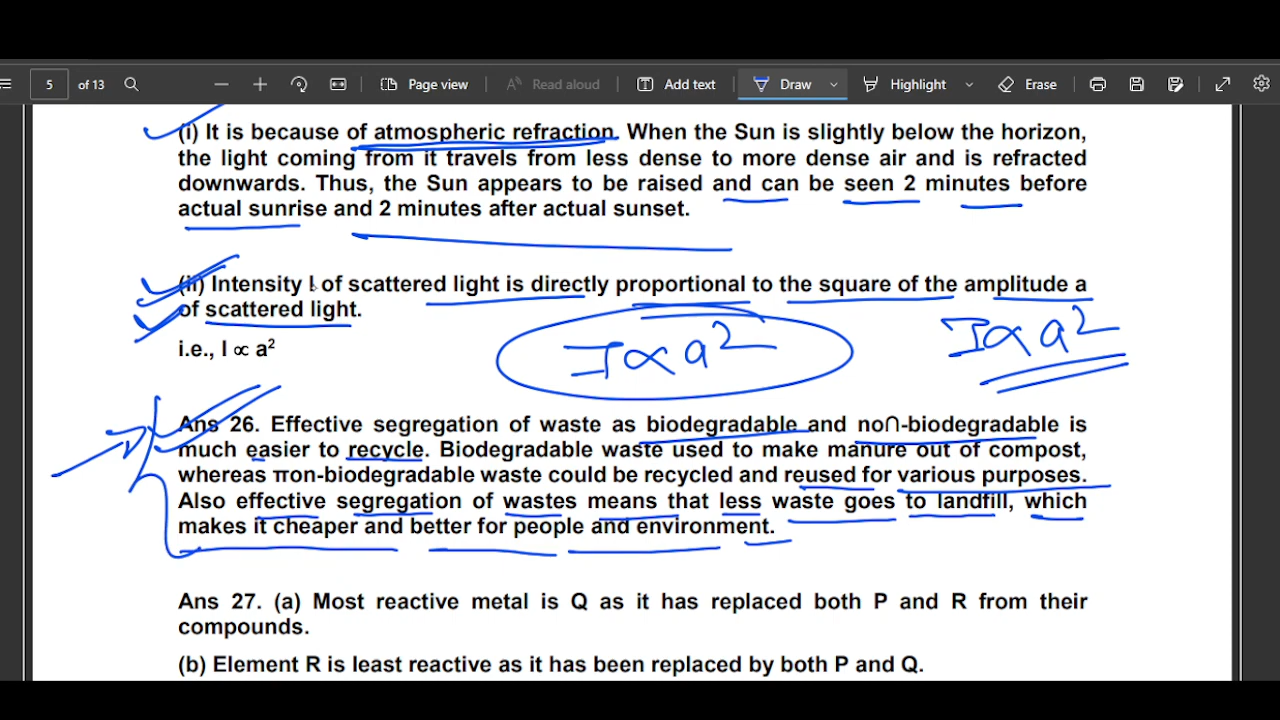 5 of 13 Page view Read aloud Add text Draw Highlight Erase
(i) It is because of atmospheric refraction. When the Sun is slightly below the horizon,
the light coming from it travels from less dense to more dense air and is refracted
downwards. Thus, the Sun appears to be raised and can be seen 2 minutes before
actual sunrise and 2 minutes after actual sunset.
(ii) Intensity I of scattered light is directly proportional to the square of the amplitude a
of scattered light.
i.e., I ∝ a²
I∝a²
I∝a²
Ans 26. Effective segregation of waste as biodegradable and no∩-biodegradable is
much easier to recycle. Biodegradable waste used to make manure out of compost,
whereas πon-biodegradable waste could be recycled and reused for various purposes.
Also effective segregation of wastes means that less waste goes to landfill, which
makes it cheaper and better for people and environment.
Ans 27. (a) Most reactive metal is Q as it has replaced both P and R from their
compounds.
(b) Element R is least reactive as it has been replaced by both P and Q.